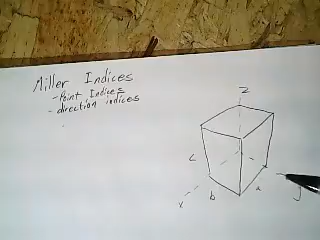 Miller Indices
- Point Indices
- direction indices
z
c
a
b
x
y